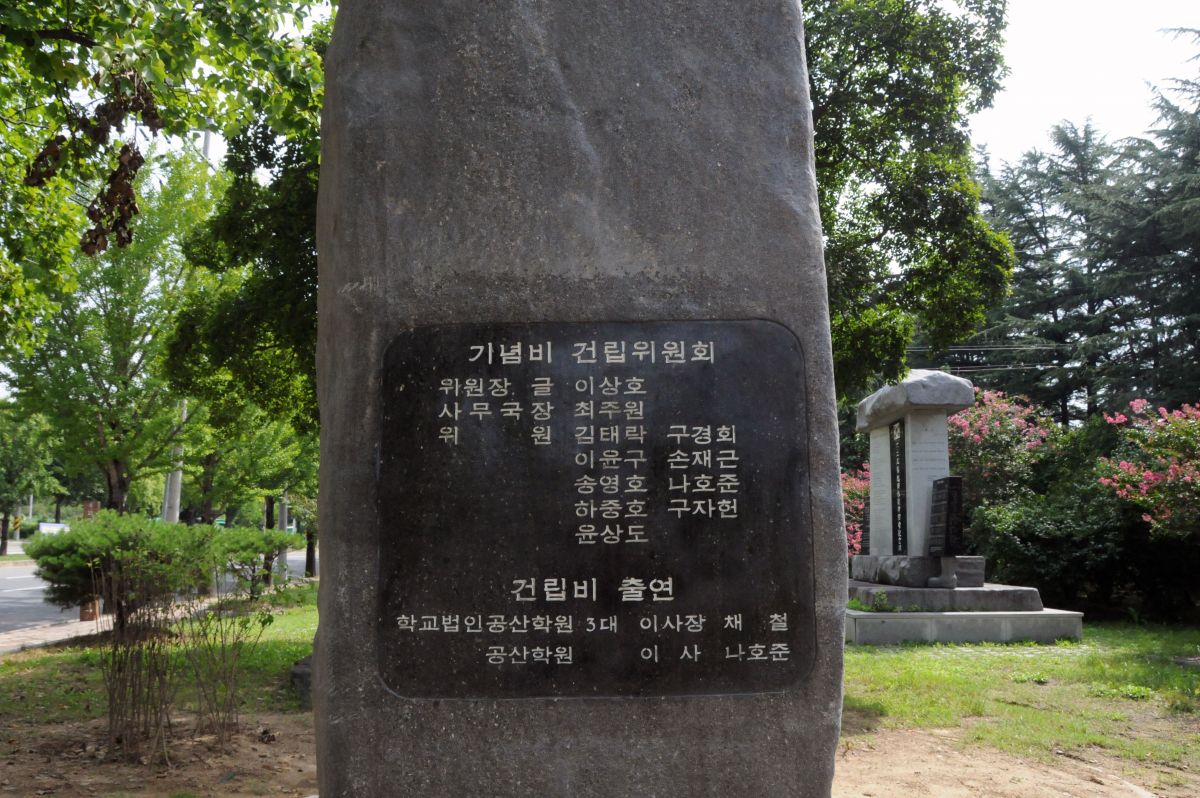 기념비 건립위원회
위원장 글 이상호
사무국장 최주원
위 원 김태락 구경회
이윤구 손재근
송영호 나호준
하중호 구자헌
윤상도
건립비 출연
학교법인공산학원 3대 이사장 채 철
공산학원 이 사 나호준